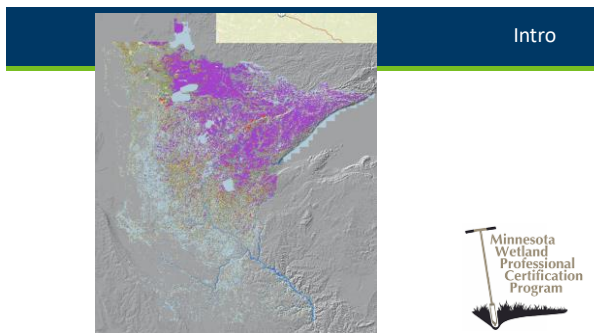 Intro
Minnesota
Wetland
Professional
Certification
Program